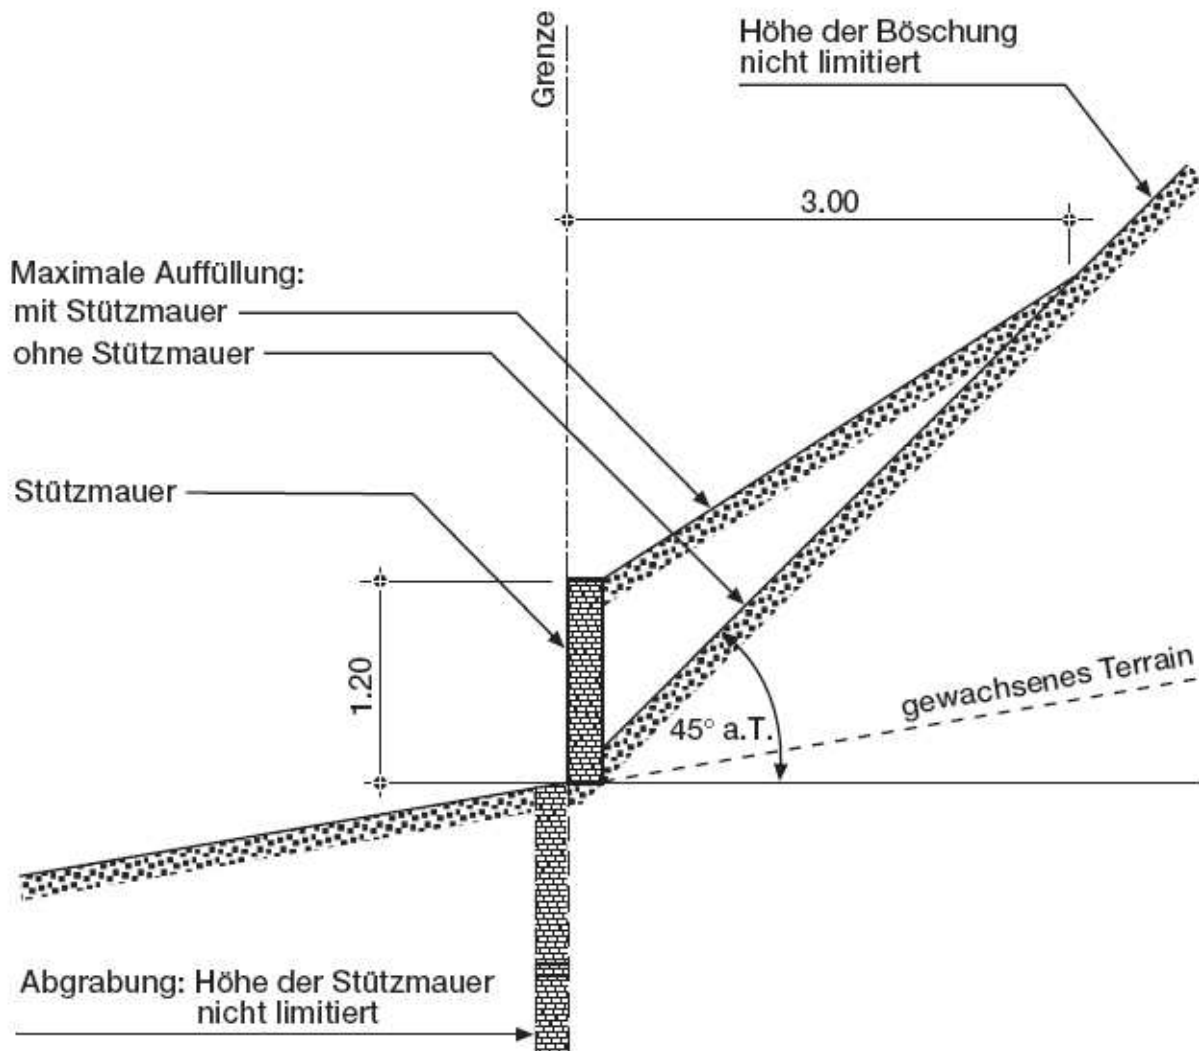 Grenze
Höhe der Böschung
nicht limitiert
3.00
Maximale Auffüllung:
mit Stützmauer
ohne Stützmauer
Stützmauer
1.20
gewachsenes Terrain
45° a.T.
Abgrabung: Höhe der Stützmauer
nicht limitiert